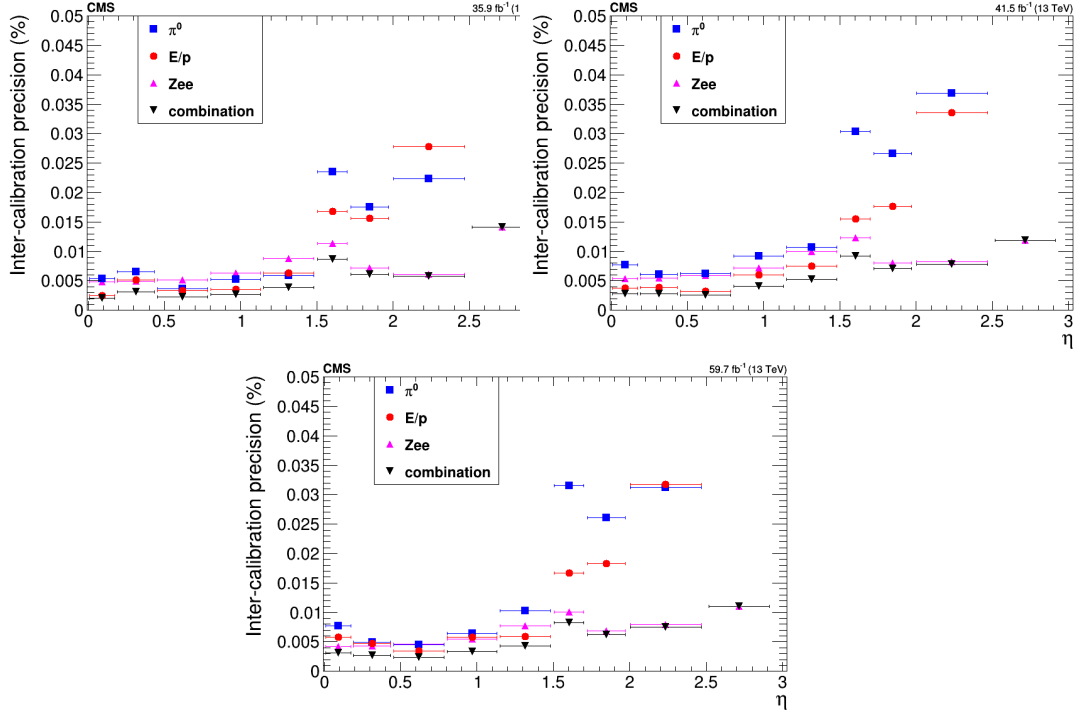 CMS
35.9 fb⁻¹ (1
Inter-calibration precision (%)
0.05
0.045
0.04
0.035
0.03
0.025
0.02
0.015
0.01
0.005
0
π⁰
E/p
Zee
combination
0 0.5 1 1.5 2 2.5
CMS
41.5 fb⁻¹ (13 TeV)
Inter-calibration precision (%)
0.05
0.045
0.04
0.035
0.03
0.025
0.02
0.015
0.01
0.005
0
π⁰
E/p
Zee
combination
0 0.5 1 1.5 2 2.5 3
η
CMS
59.7 fb⁻¹ (13 TeV)
Inter-calibration precision (%)
0.05
0.045
0.04
0.035
0.03
0.025
0.02
0.015
0.01
0.005
0
π⁰
E/p
Zee
combination
0 0.5 1 1.5 2 2.5 3
η